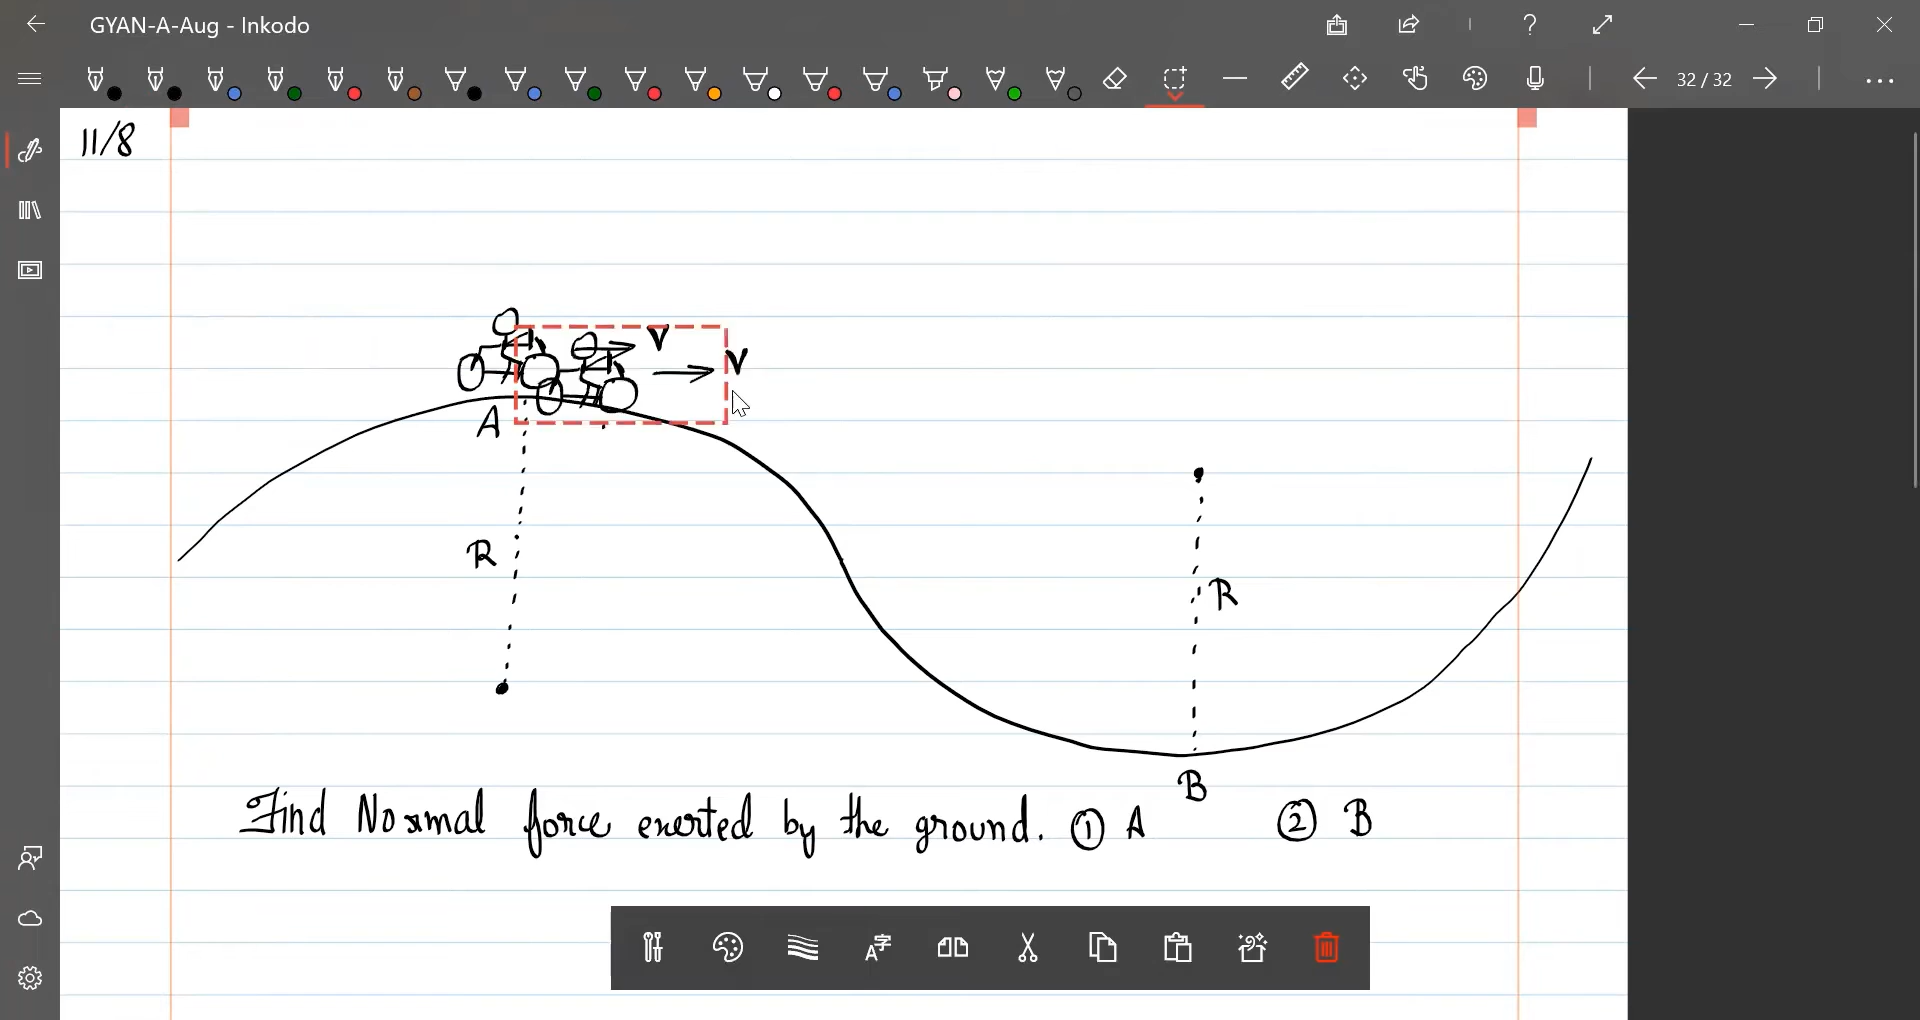 GYAN-A-Aug - Inkodo
32 / 32
11/8
V
V
A
R
R
B
Find Normal force exerted by the ground. ① A ② B